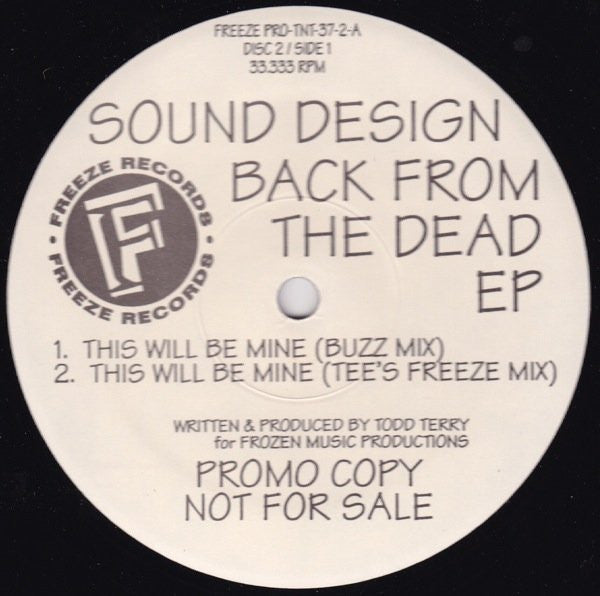 FREEZE PRO-TNT-37-2-A
DISC 2 / SIDE 1
33.333 RPM
SOUND DESIGN
BACK FROM
THE DEAD
EP
FREEZE RECORDS
F
• FREEZE RECORDS •
1. THIS WILL BE MINE (BUZZ MIX)
2. THIS WILL BE MINE (TEE'S FREEZE MIX)
WRITTEN & PRODUCED BY TODD TERRY
for FROZEN MUSIC PRODUCTIONS
PROMO COPY
NOT FOR SALE